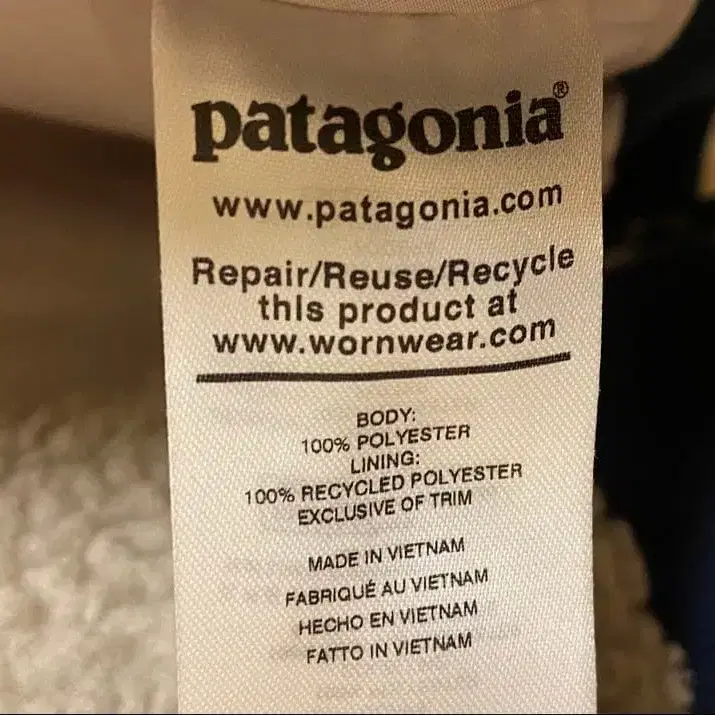 patagonia®
www.patagonia.com
Repair/Reuse/Recycle
this product at
www.wornwear.com
BODY:
100% POLYESTER
LINING:
100% RECYCLED POLYESTER
EXCLUSIVE OF TRIM
MADE IN VIETNAM
FABRIQUÉ AU VIETNAM
HECHO EN VIETNAM
FATTO IN VIETNAM